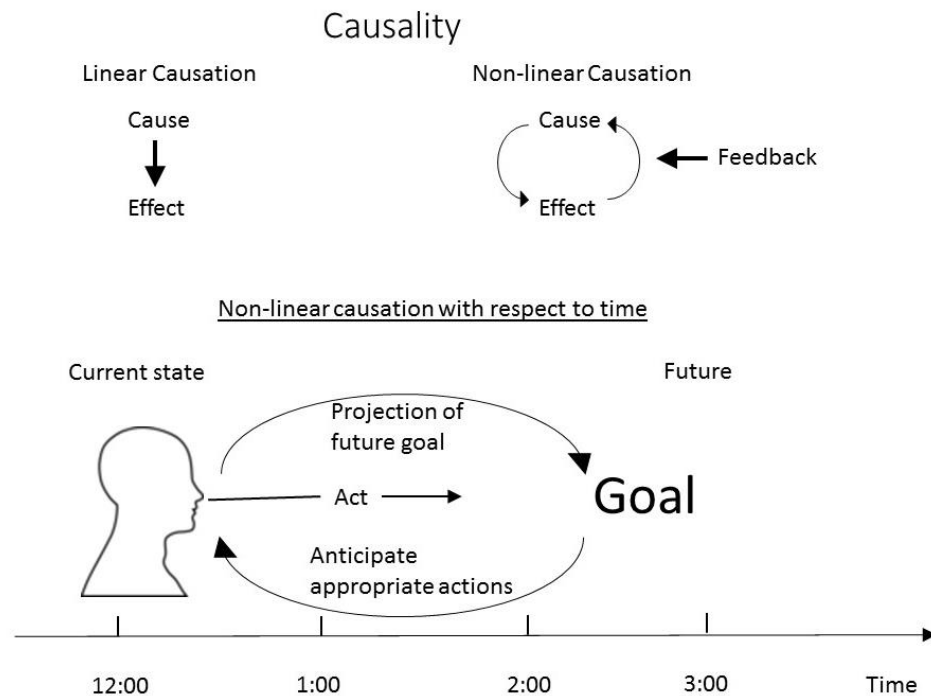 Causality
Linear Causation
Non-linear Causation
Cause
Cause
Feedback
Effect
Effect
Non-linear causation with respect to time
Current state
Future
Projection of
future goal
Act
Goal
Anticipate
appropriate actions
12:00
1:00
2:00
3:00
Time